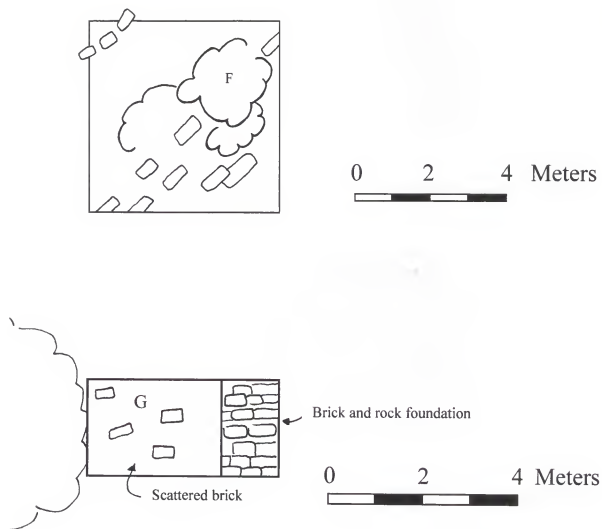 F
0 2 4 Meters
G
Brick and rock foundation
Scattered brick
0 2 4 Meters